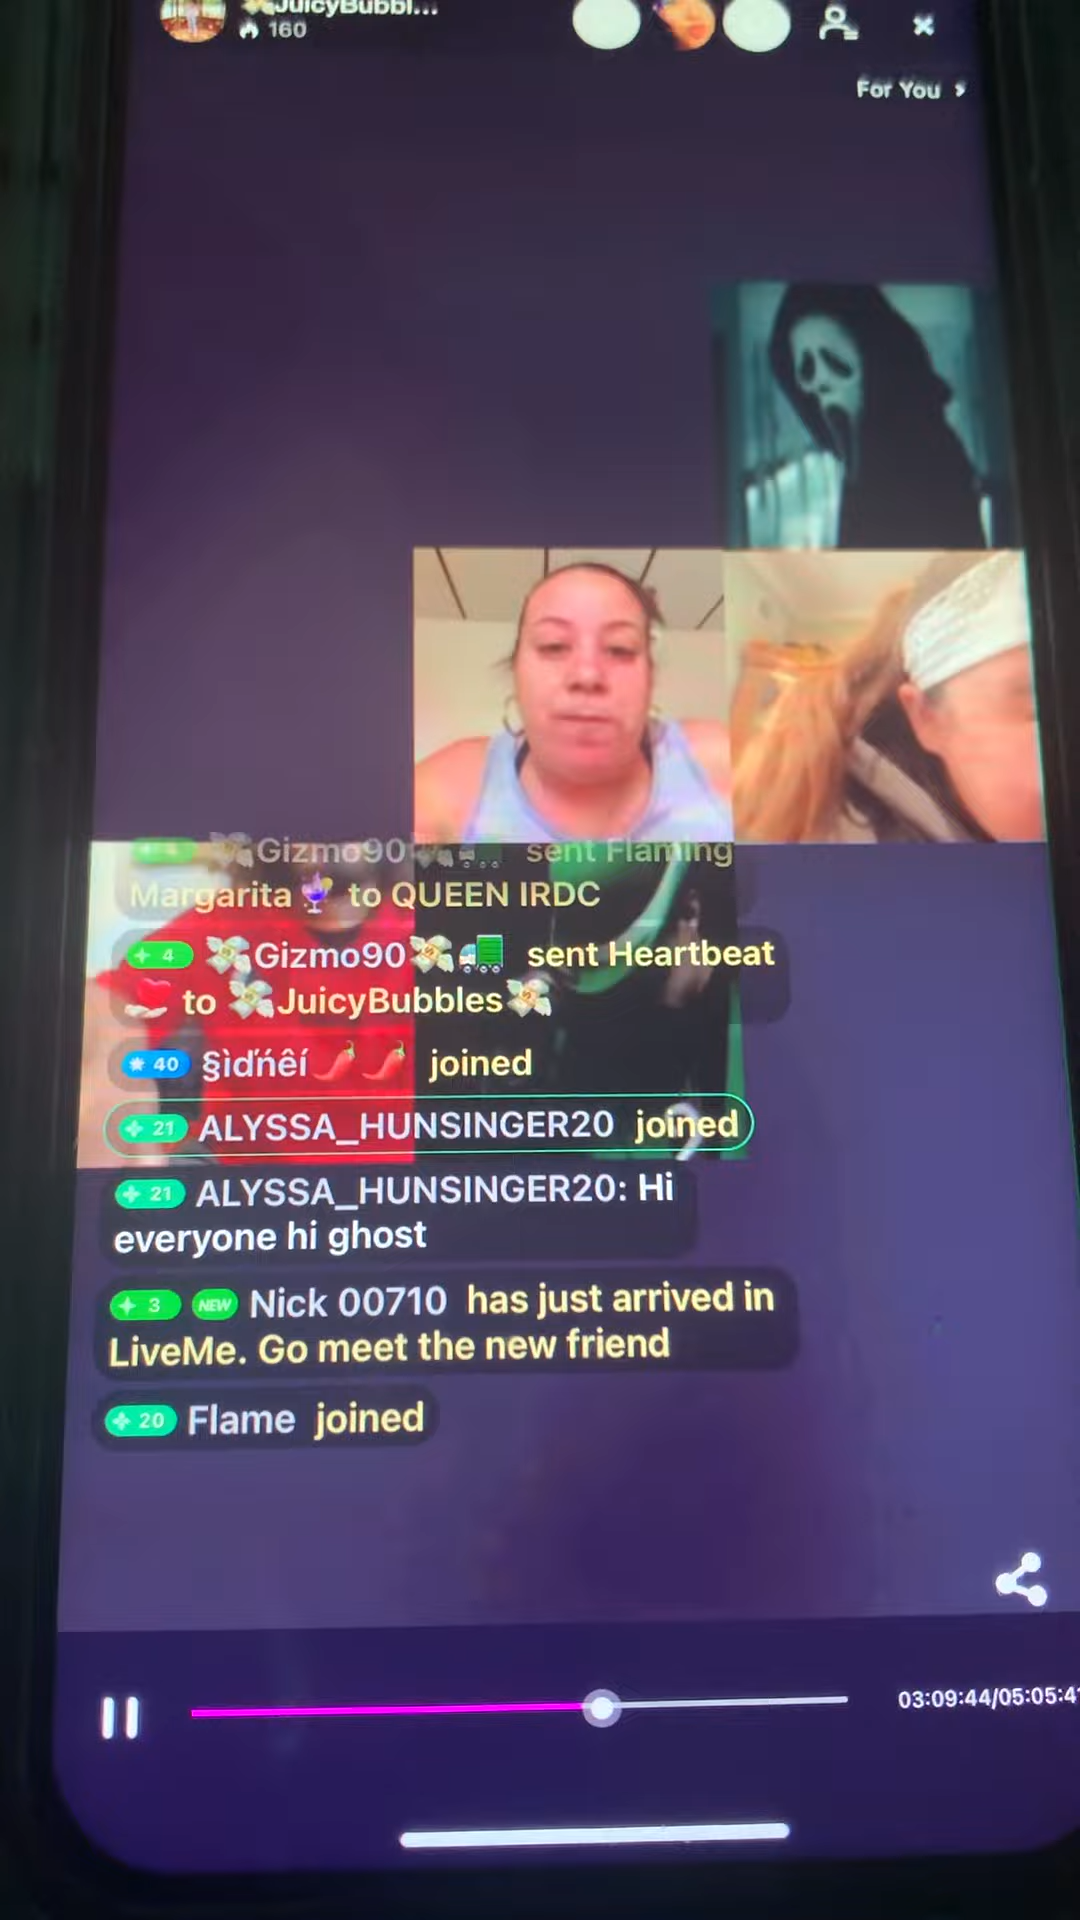 💸JuicyBubbl...
160
For You ›
+ 4 💸Gizmo90💸🚛 sent Flaming
Margarita🍹 to QUEEN IRDC
+ 4 💸Gizmo90💸🚛 sent Heartbeat
to 💸JuicyBubbles💸
40 §ìďńêí🌶️🌶️ joined
+ 21 ALYSSA_HUNSINGER20 joined
+ 21 ALYSSA_HUNSINGER20: Hi
everyone hi ghost
+ 3 NEW Nick 00710 has just arrived in
LiveMe. Go meet the new friend
+ 20 Flame joined
03:09:44/05:05:4